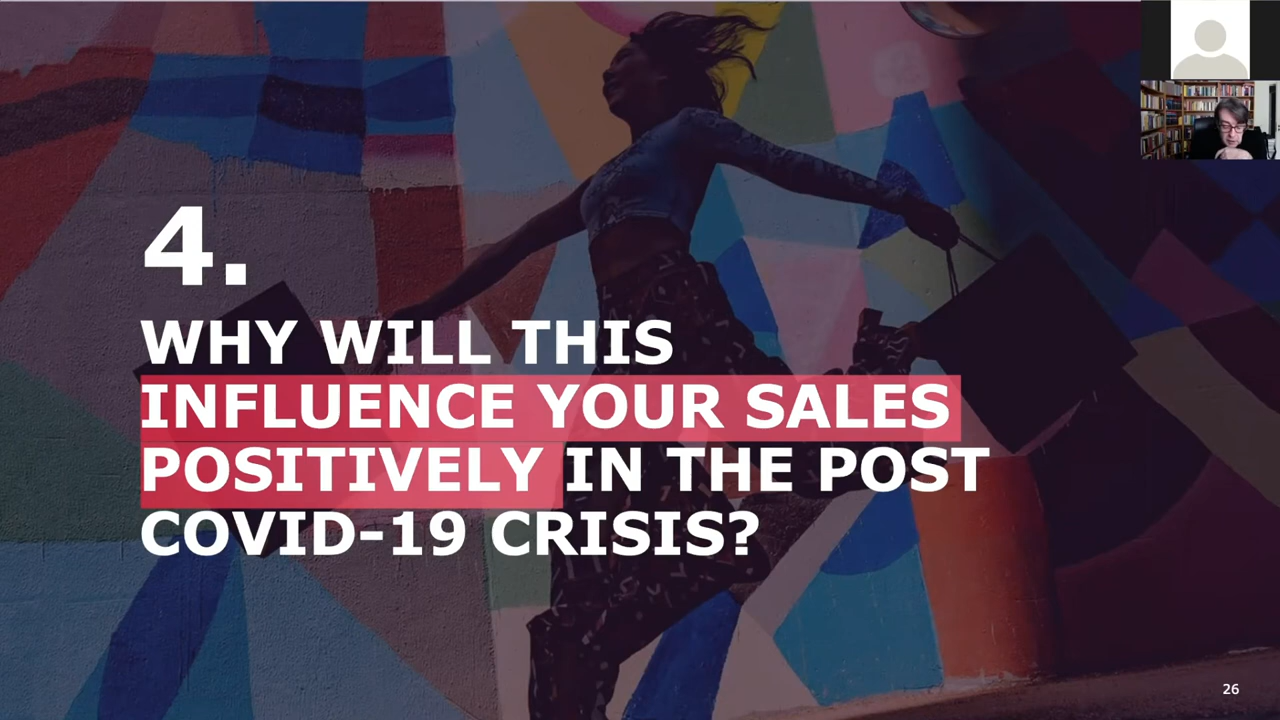 4.
WHY WILL THIS
INFLUENCE YOUR SALES
POSITIVELY IN THE POST
COVID-19 CRISIS?
26